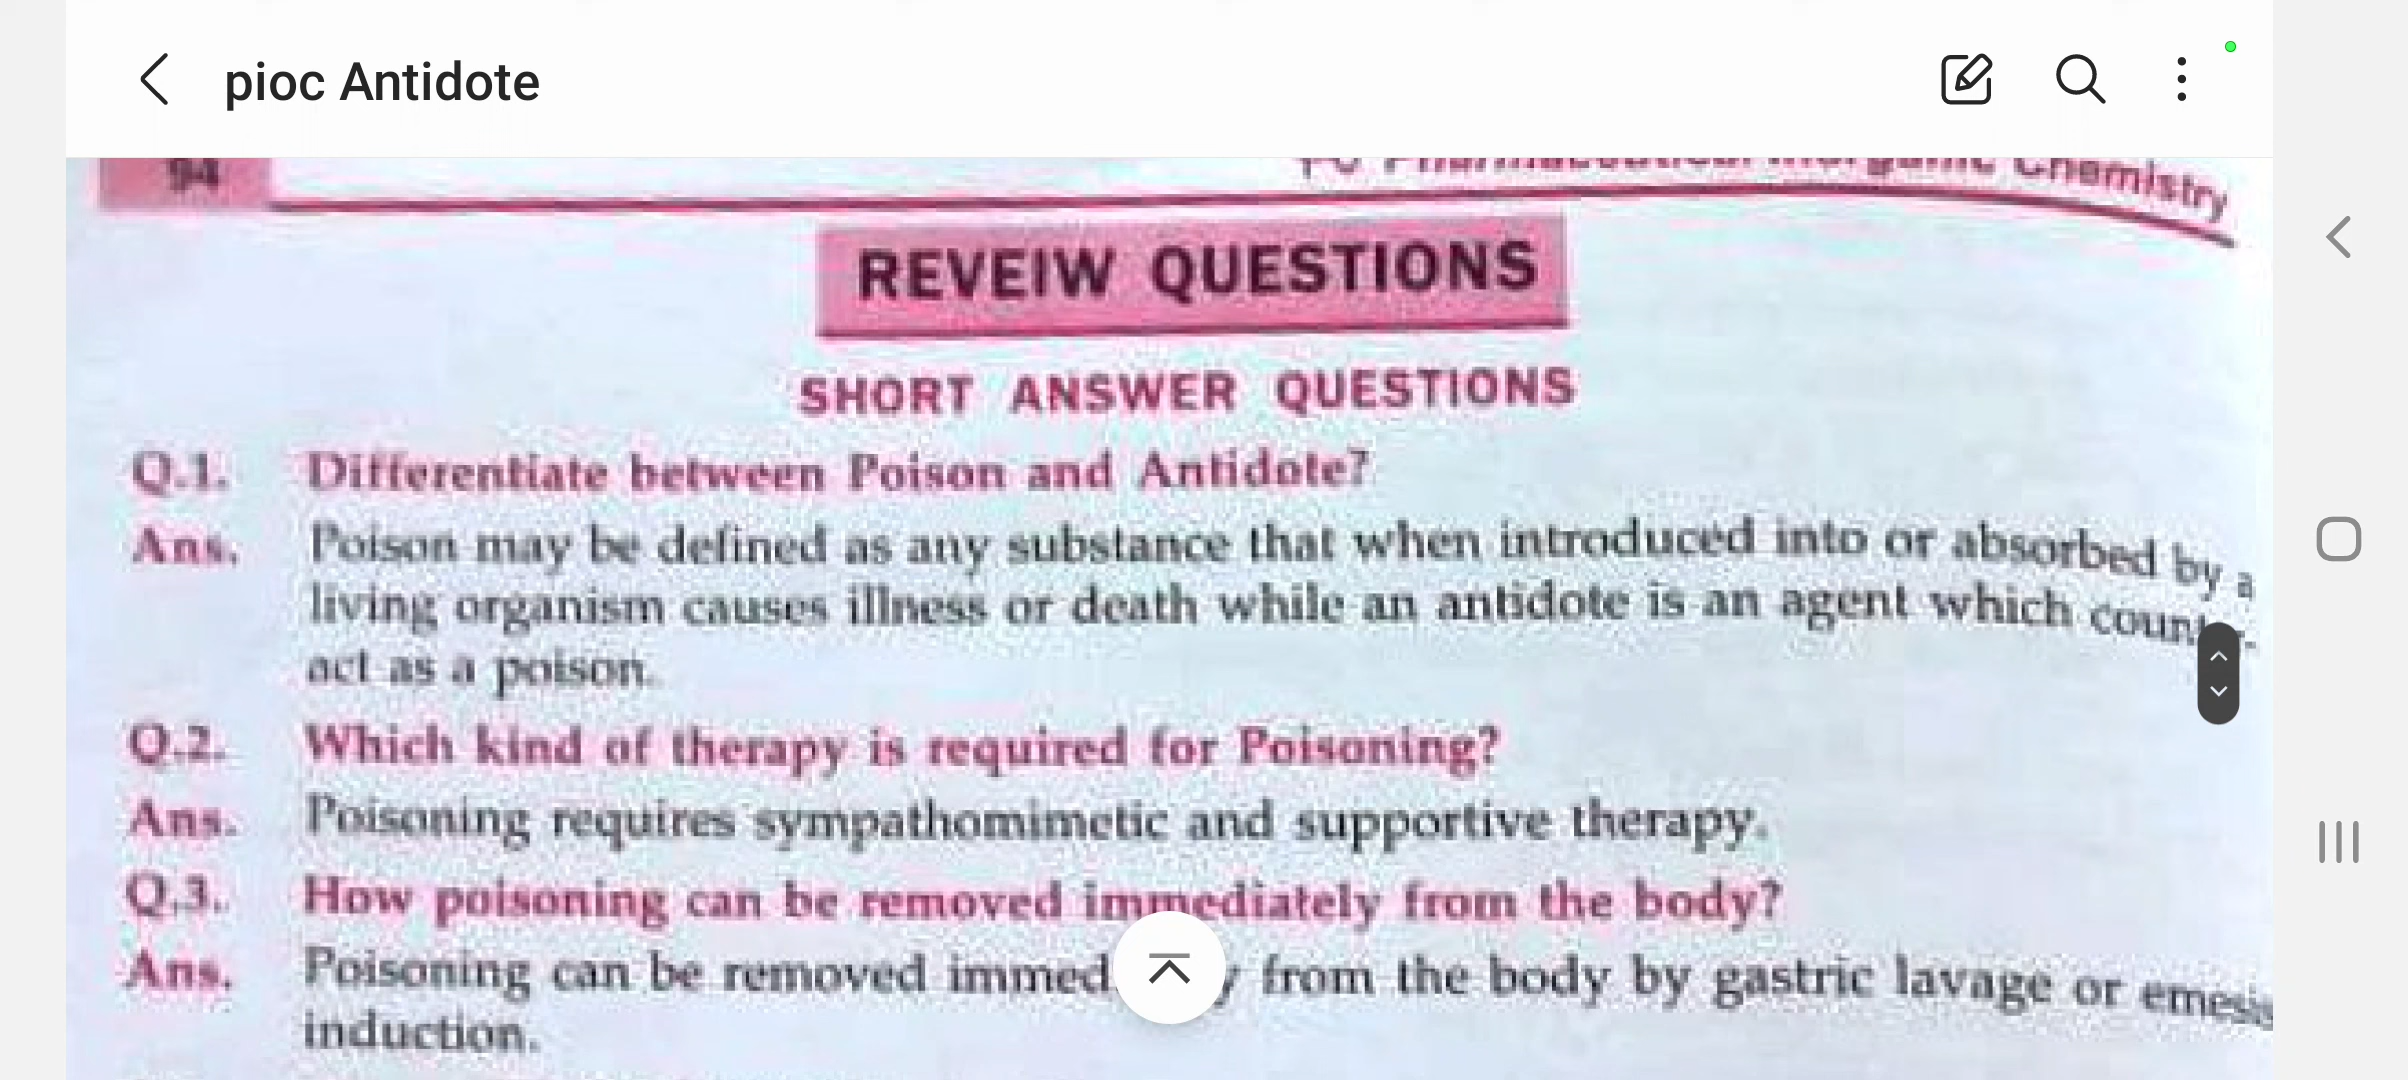 pioc Antidote
94
Pharmaceutical Inorganic Chemistry
REVEIW QUESTIONS
SHORT ANSWER QUESTIONS
Q.1. Differentiate between Poison and Antidote?
Ans. Poison may be defined as any substance that when introduced into or absorbed by a
living organism causes illness or death while an antidote is an agent which
act as a poison.
Q.2. Which kind of therapy is required for Poisoning?
Ans. Poisoning requires sympathomimetic and supportive therapy.
Q.3. How poisoning can be removed immediately from the body?
Ans. Poisoning can be removed from the body by gastric lavage or emesis
induction.